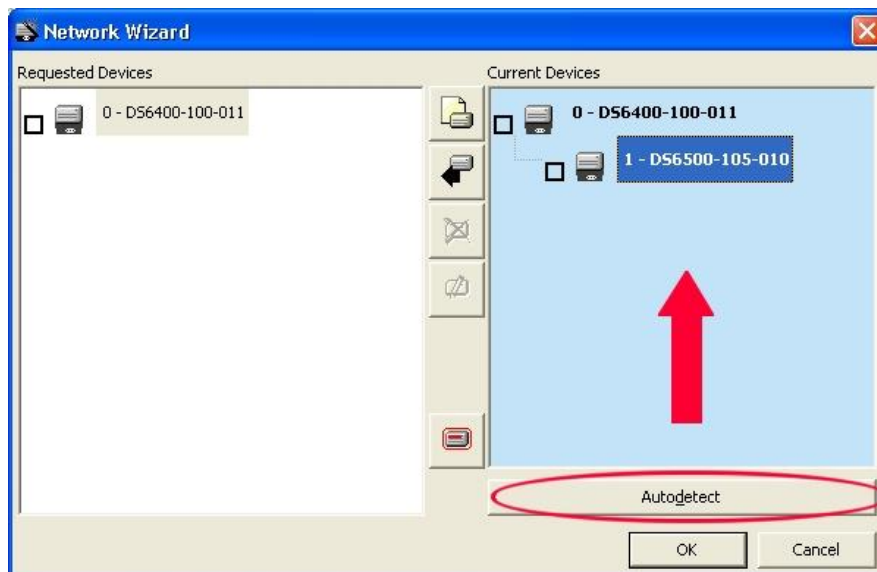 Network Wizard
Requested Devices
Current Devices
0 - DS6400-100-011
0 - DS6400-100-011
1 - DS6500-105-010
Autodetect
OK
Cancel